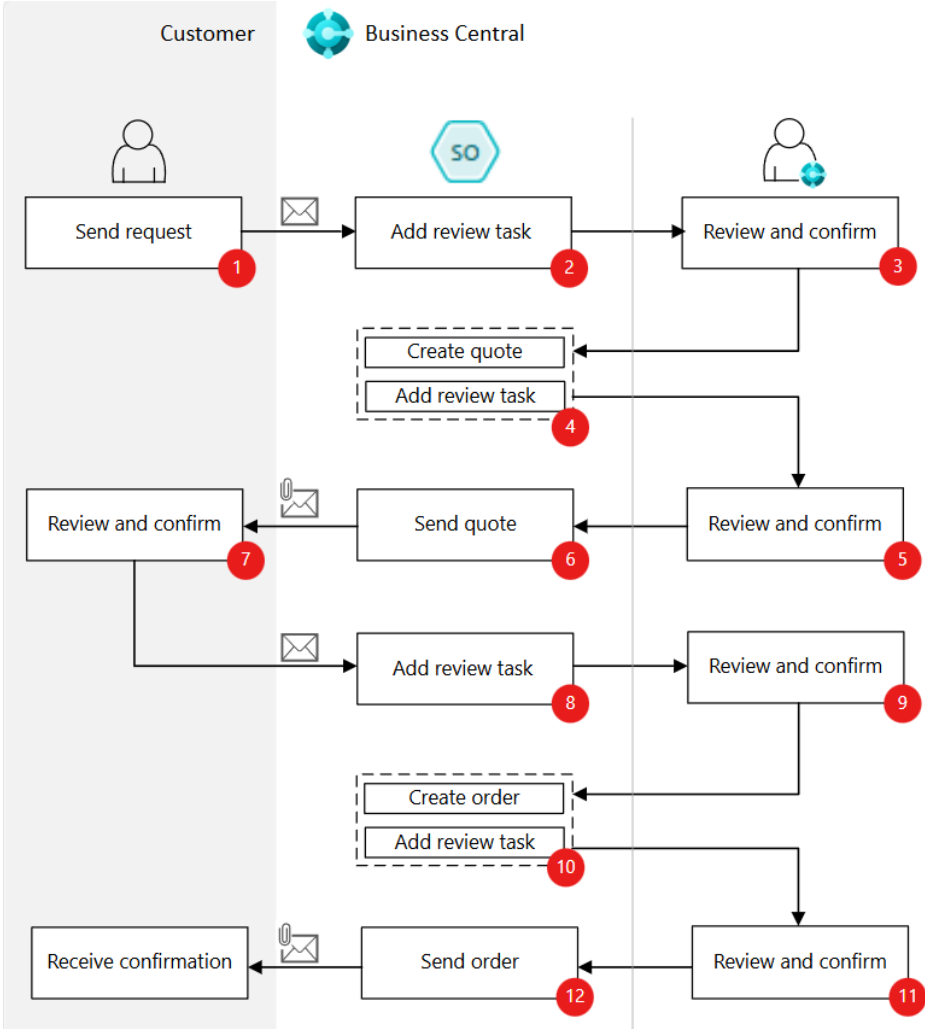 Customer
Business Central
SO
Send request
1
Add review task
2
Review and confirm
3
Create quote
Add review task
4
Review and confirm
7
Send quote
6
Review and confirm
5
Add review task
8
Review and confirm
9
Create order
Add review task
10
Receive confirmation
Send order
12
Review and confirm
11